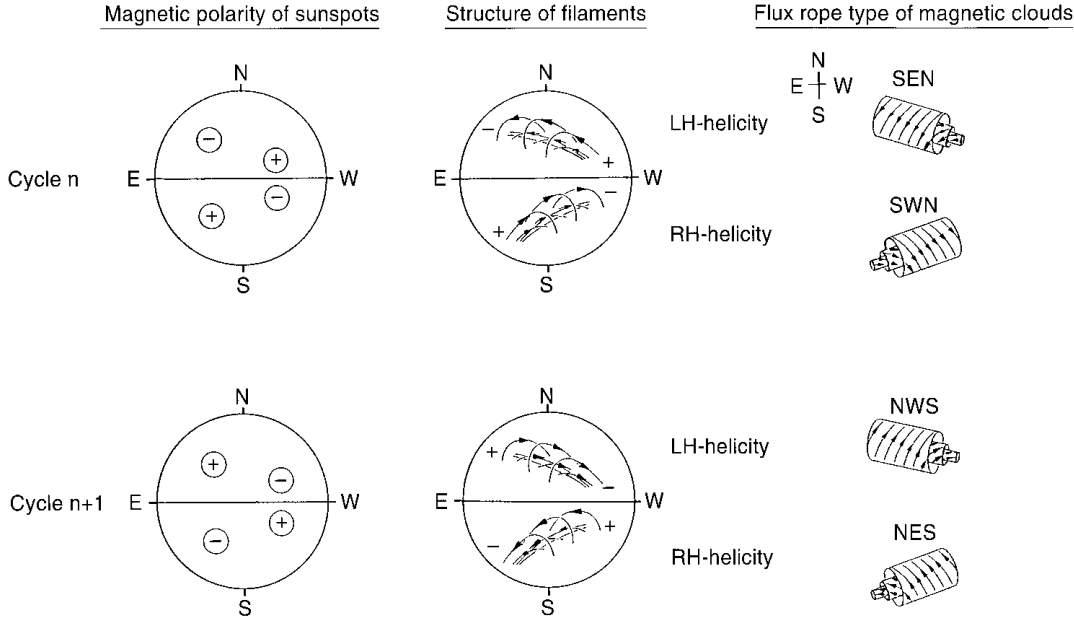 Magnetic polarity of sunspots
Structure of filaments
Flux rope type of magnetic clouds
Cycle n
N
E
W
S
−
+
−
+
N
E
W
S
−
+
−
+
LH-helicity
RH-helicity
N
E W
S
SEN
SWN
Cycle n+1
N
E
W
S
+
−
+
−
N
E
W
S
+
−
+
−
LH-helicity
RH-helicity
NWS
NES